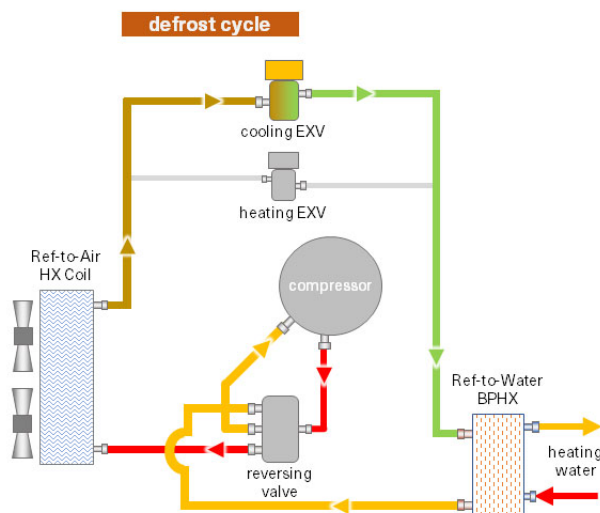 defrost cycle
cooling EXV
heating EXV
Ref-to-Air
HX Coil
compressor
Ref-to-Water
BPHX
heating
water
reversing
valve